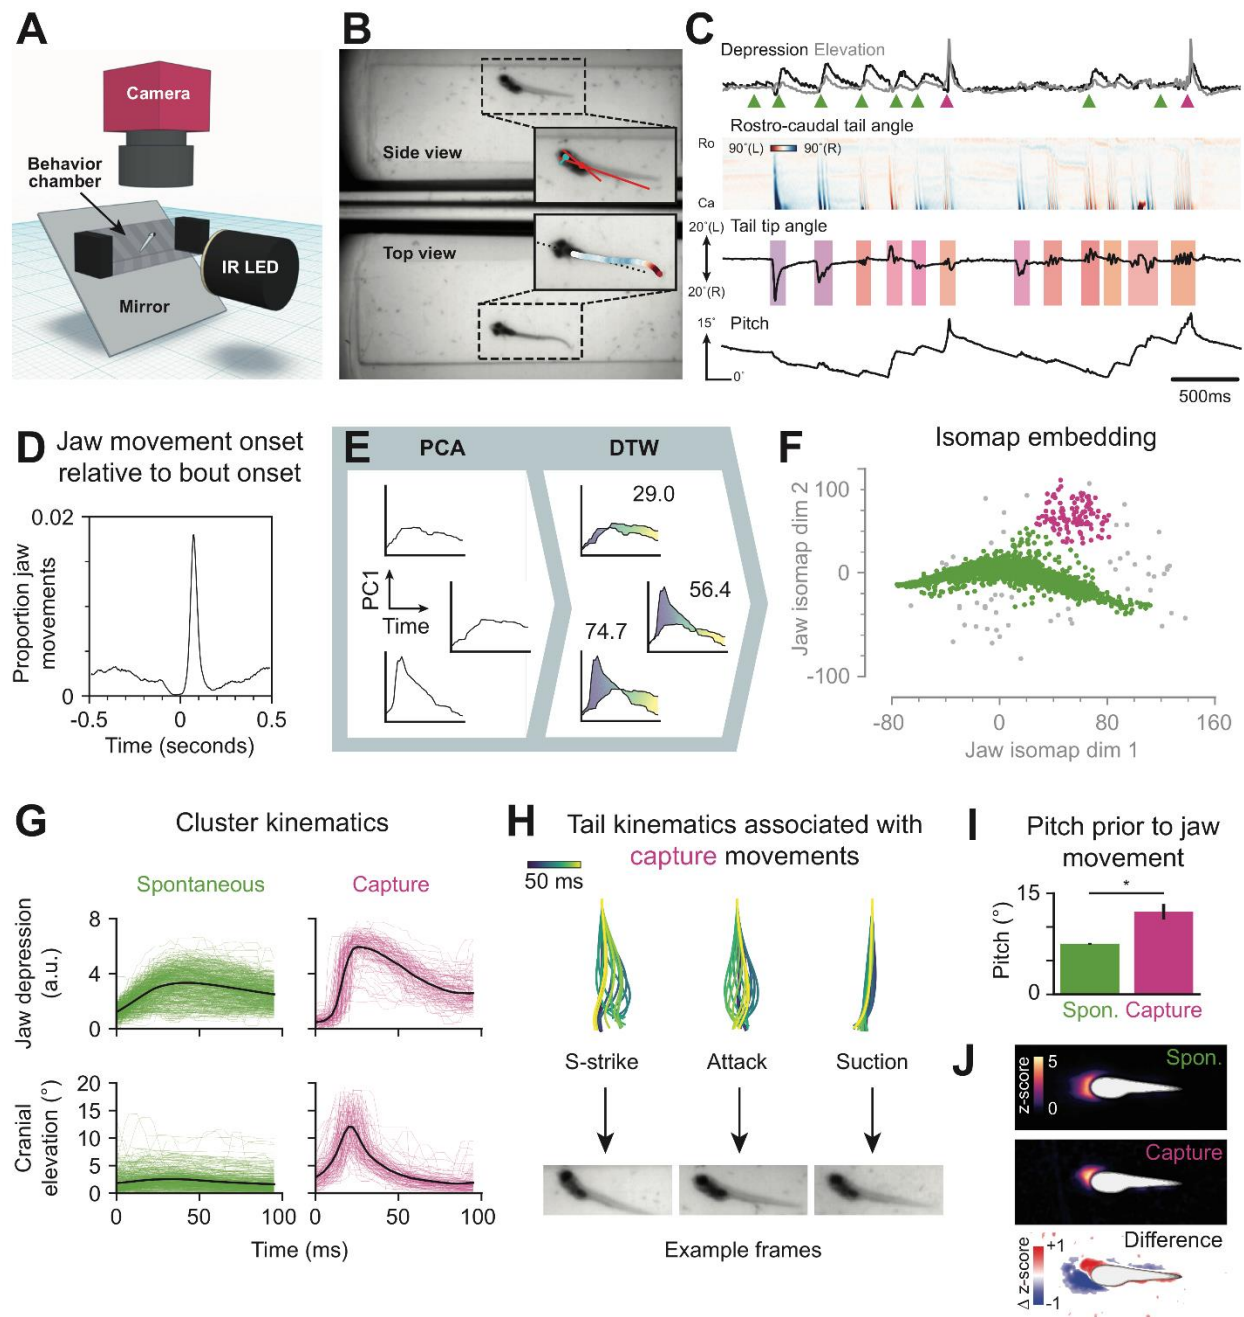 A
Camera
Behavior
chamber
IR LED
Mirror
B
Side view
Top view
C
Depression Elevation
Rostro-caudal tail angle
Ro
90°(L) 90°(R)
Ca
20°(L)
Tail tip angle
20°(R)
15°
Pitch
0°
500ms
D
Jaw movement onset
relative to bout onset
Proportion jaw
movements
0.02
0
-0.5
0
0.5
Time (seconds)
E
PCA
DTW
PC1
Time
29.0
56.4
74.7
F
Isomap embedding
Jaw isomap dim 2
100
0
-100
-80
0
80
160
Jaw isomap dim 1
G
Cluster kinematics
Spontaneous
Capture
Jaw depression
(a.u.)
8
4
0
Cranial
elevation (°)
20
15
10
5
0
0
50
100
0
50
100
Time (ms)
H
Tail kinematics associated with
capture movements
50 ms
S-strike
Attack
Suction
Example frames
I
Pitch prior to jaw
movement
*
Pitch (°)
15
0
Spon. Capture
J
z-score
5
0
Spon.
Capture
Difference
Δ z-score
+1
-1